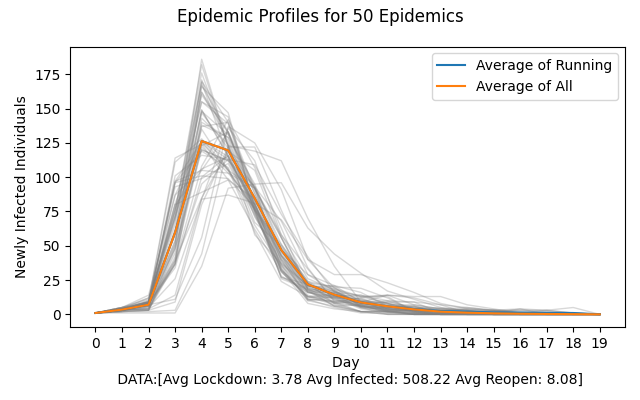 Epidemic Profiles for 50 Epidemics
Newly Infected Individuals
175
150
125
100
75
50
25
0
Average of Running
Average of All
0 1 2 3 4 5 6 7 8 9 10 11 12 13 14 15 16 17 18 19
Day
DATA:[Avg Lockdown: 3.78 Avg Infected: 508.22 Avg Reopen: 8.08]